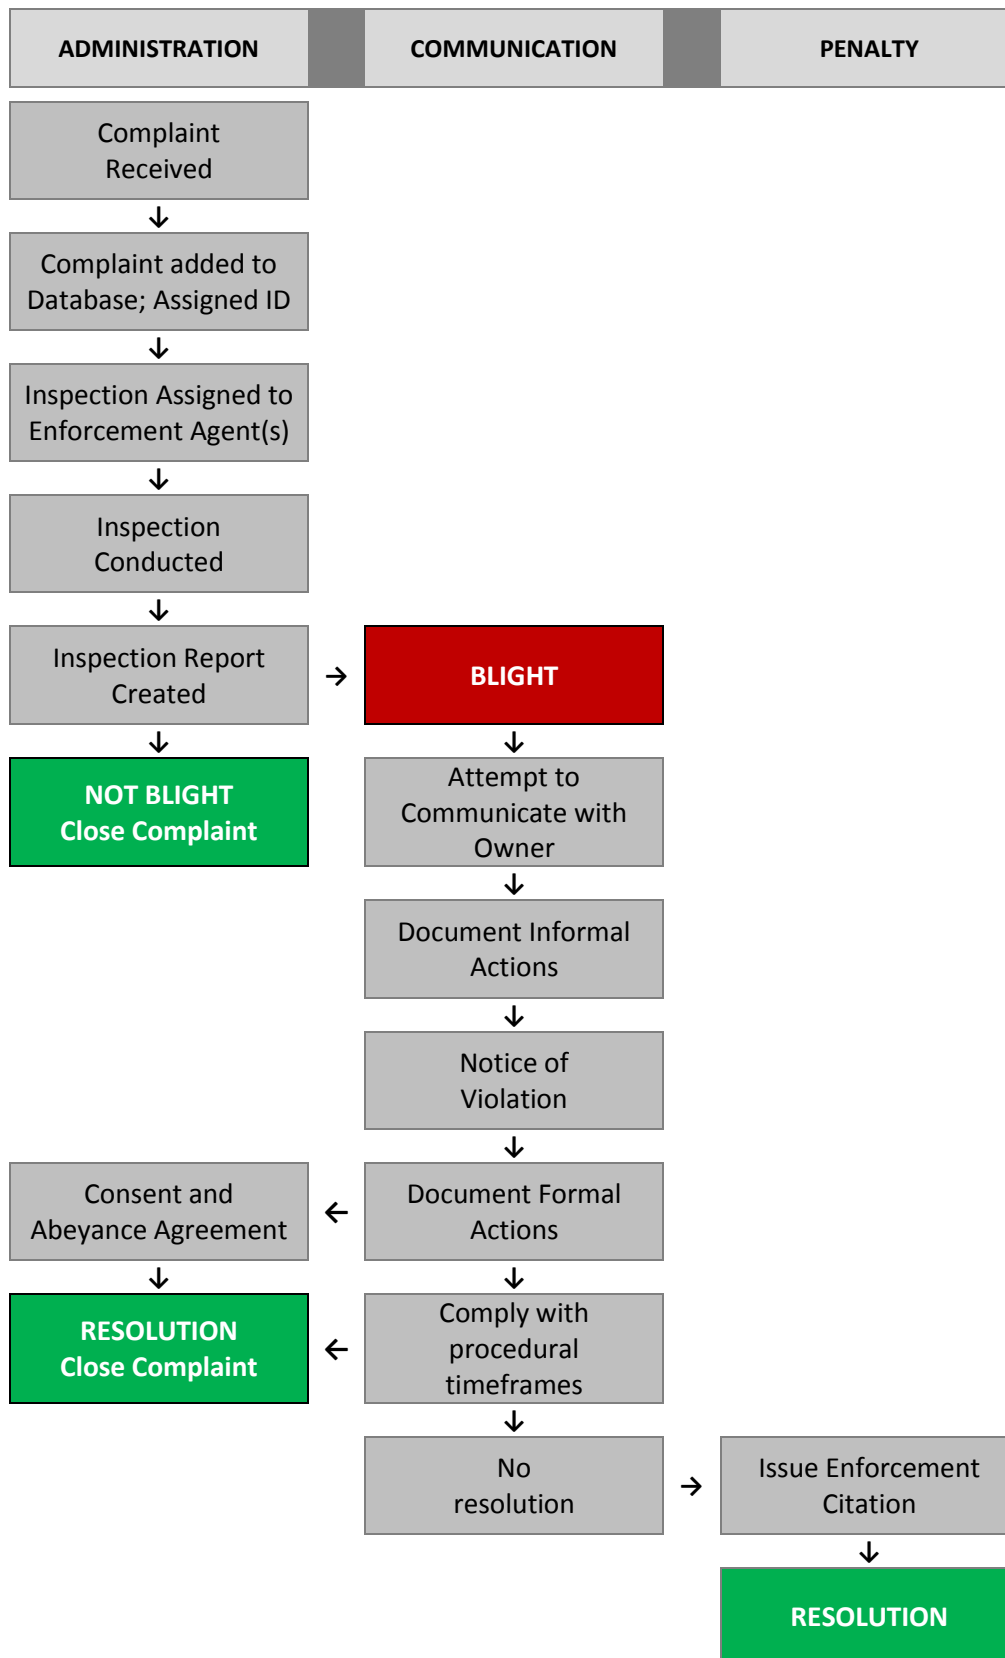 ADMINISTRATION
COMMUNICATION
PENALTY
Complaint
Received
↓
Complaint added to
Database; Assigned ID
↓
Inspection Assigned to
Enforcement Agent(s)
↓
Inspection
Conducted
↓
Inspection Report
Created
→
BLIGHT
↓
↓
NOT BLIGHT
Close Complaint
Attempt to
Communicate with
Owner
↓
Document Informal
Actions
↓
Notice of
Violation
↓
Consent and
Abeyance Agreement
←
Document Formal
Actions
↓
↓
RESOLUTION
Close Complaint
←
Comply with
procedural
timeframes
↓
No
resolution
→
Issue Enforcement
Citation
↓
RESOLUTION